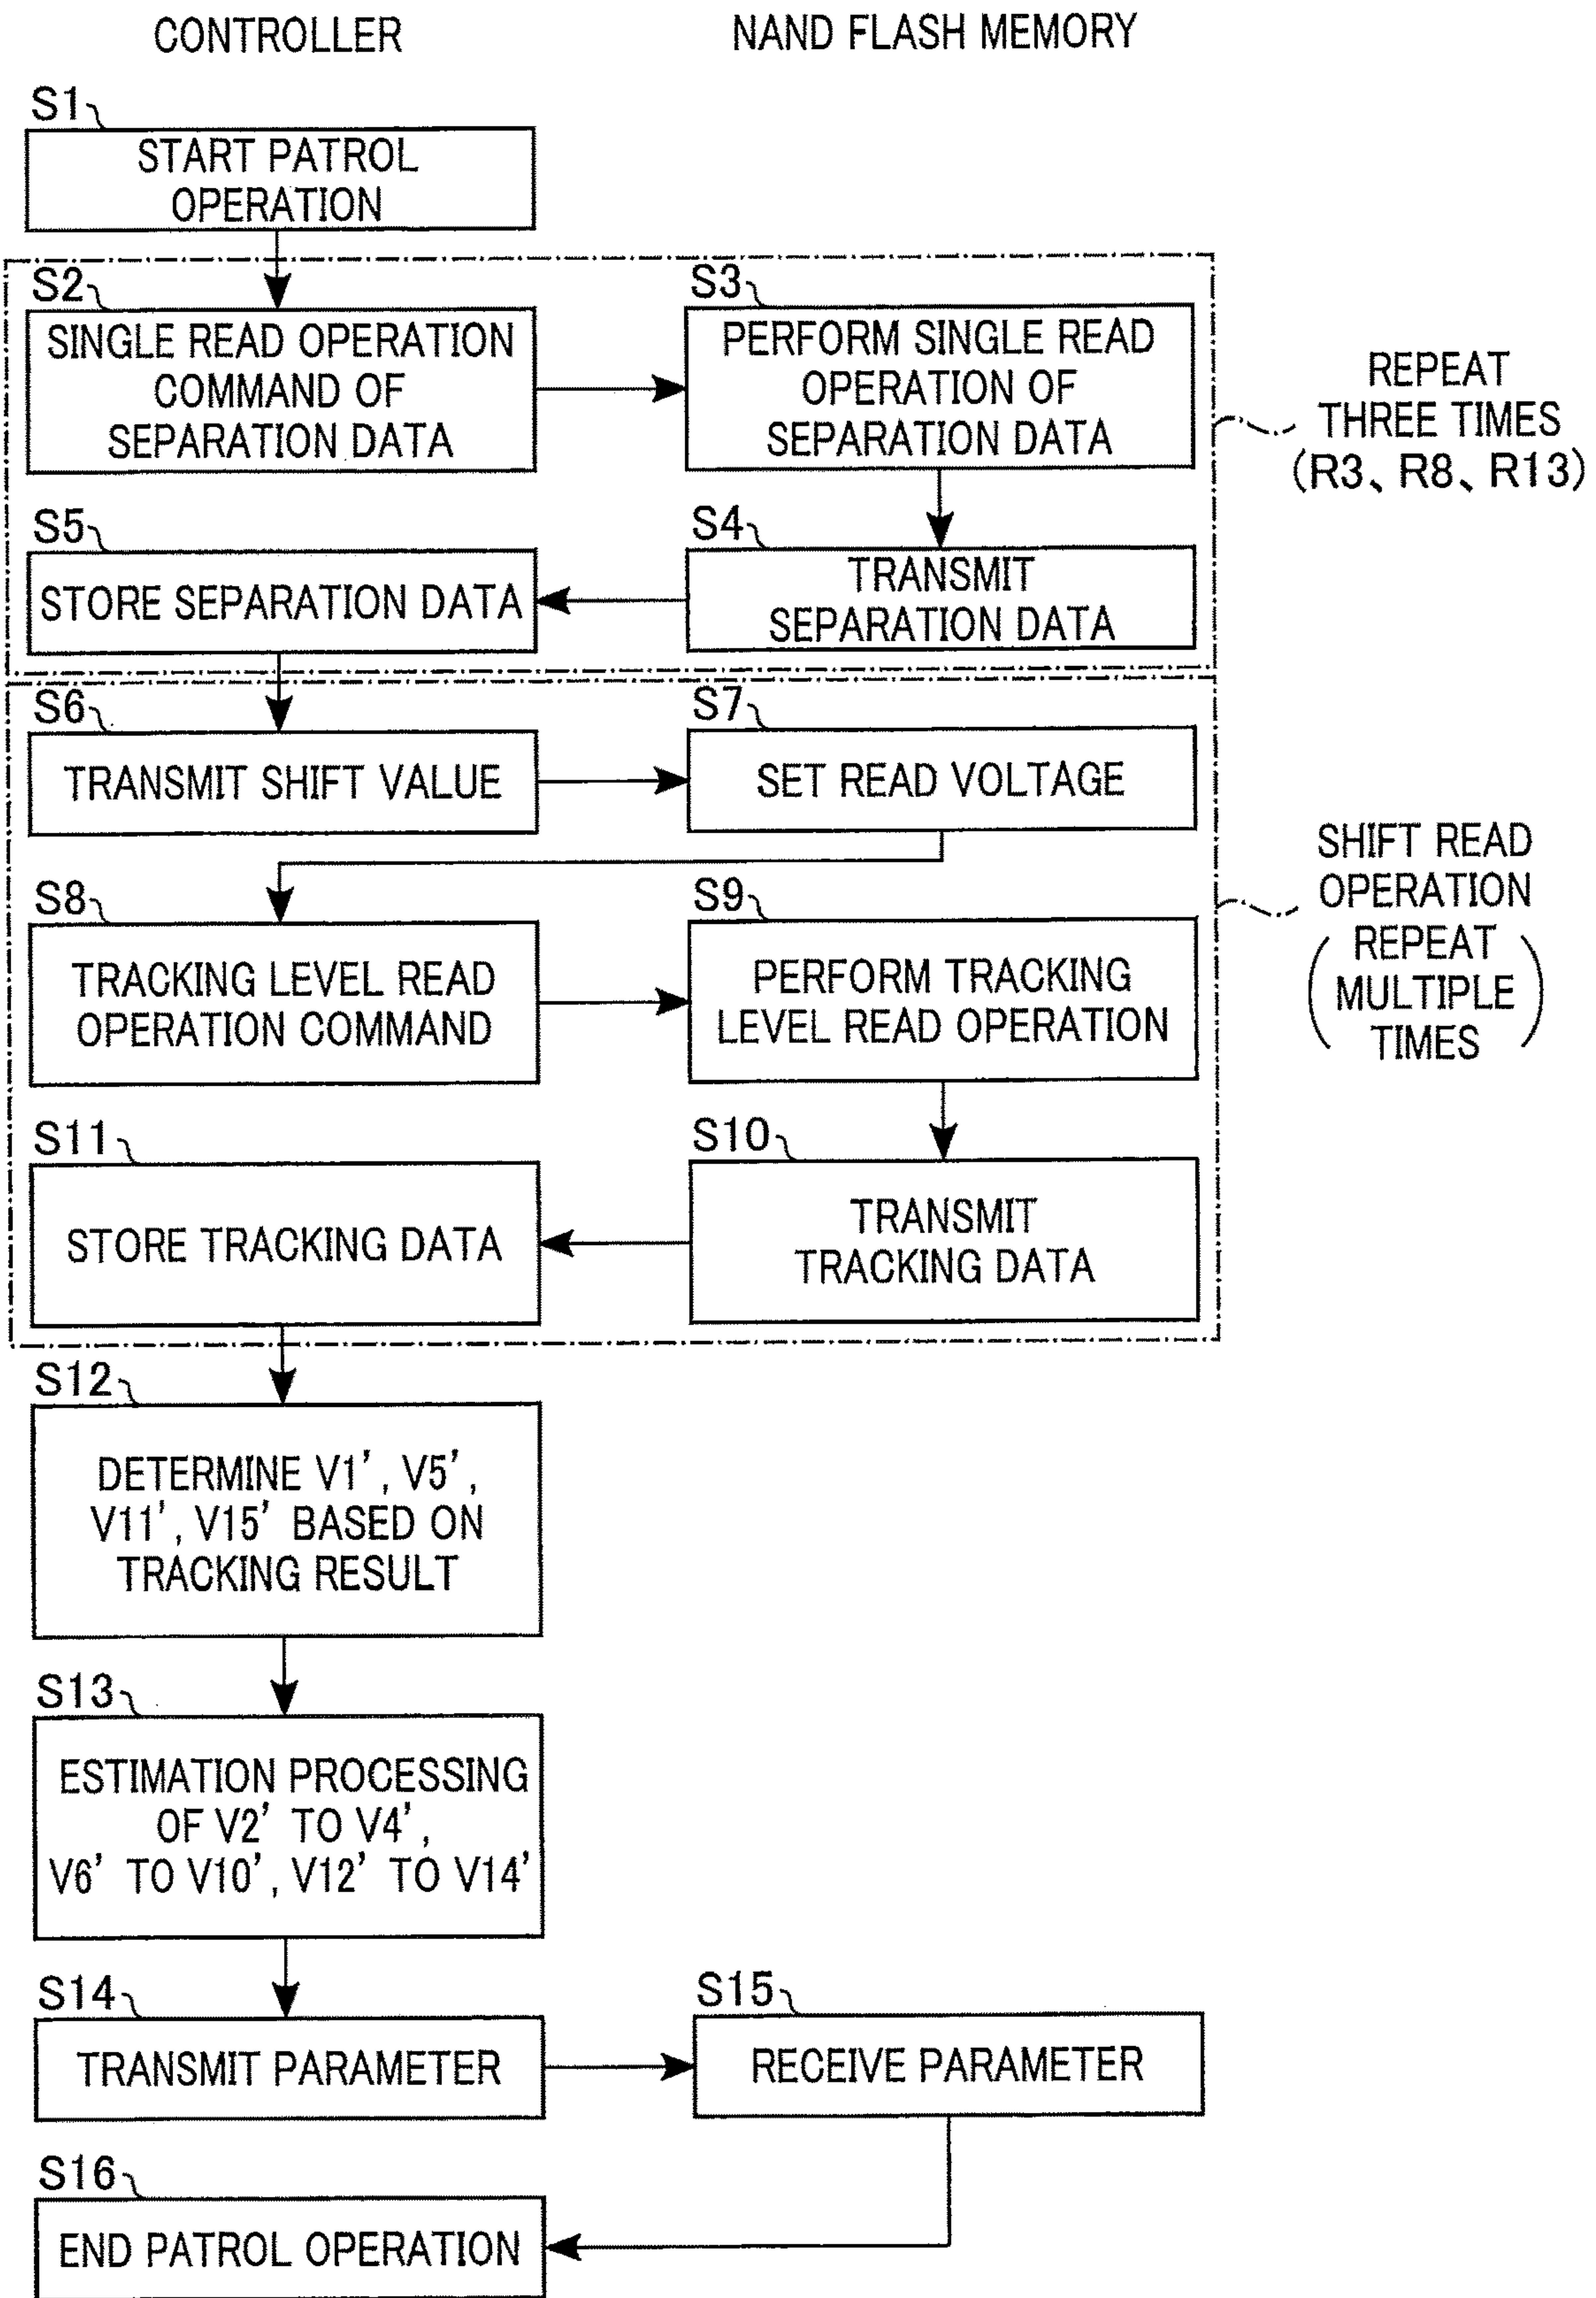 CONTROLLER
NAND FLASH MEMORY
S1
START PATROL
OPERATION
S2
SINGLE READ OPERATION
COMMAND OF
SEPARATION DATA
S3
PERFORM SINGLE READ
OPERATION OF
SEPARATION DATA
REPEAT
THREE TIMES
(R3、R8、R13)
S4
TRANSMIT
SEPARATION DATA
S5
STORE SEPARATION DATA
S6
TRANSMIT SHIFT VALUE
S7
SET READ VOLTAGE
SHIFT READ
OPERATION
(REPEAT
MULTIPLE
TIMES)
S8
TRACKING LEVEL READ
OPERATION COMMAND
S9
PERFORM TRACKING
LEVEL READ OPERATION
S10
TRANSMIT
TRACKING DATA
S11
STORE TRACKING DATA
S12
DETERMINE V1', V5',
V11', V15' BASED ON
TRACKING RESULT
S13
ESTIMATION PROCESSING
OF V2' TO V4',
V6' TO V10', V12' TO V14'
S14
TRANSMIT PARAMETER
S15
RECEIVE PARAMETER
S16
END PATROL OPERATION